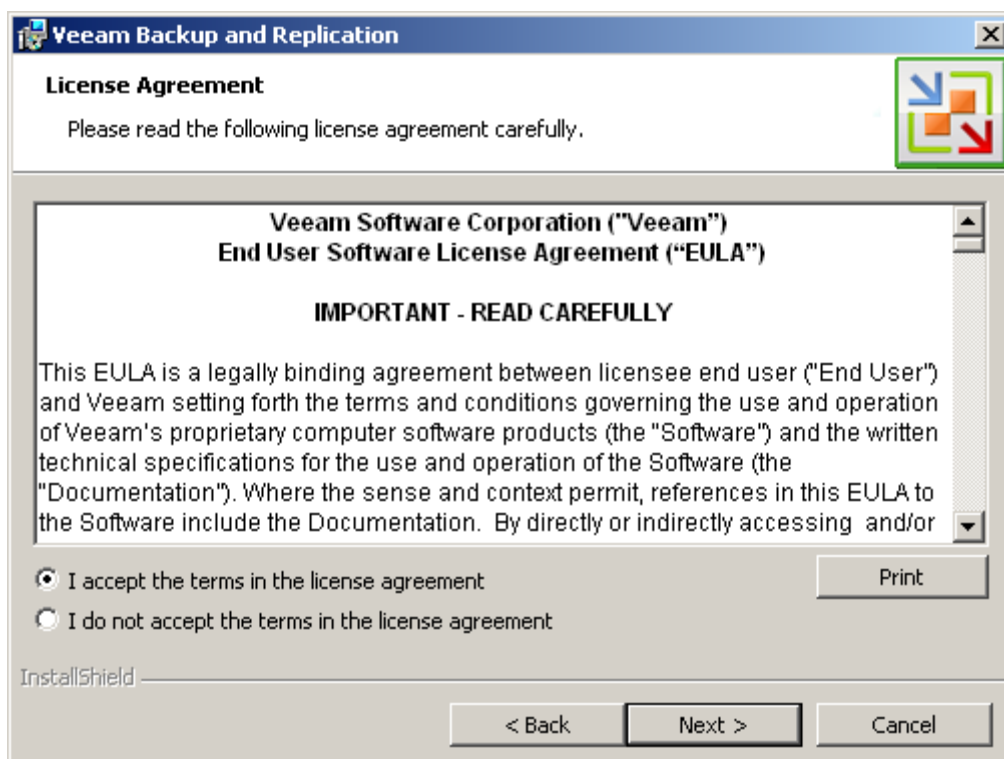 Veeam Backup and Replication
License Agreement
Please read the following license agreement carefully.
Veeam Software Corporation ("Veeam”)
End User Software License Agreement (“EULA”)
IMPORTANT - READ CAREFULLY
This EULA is a legally binding agreement between licensee end user ("End User")
and Veeam setting forth the terms and conditions governing the use and operation
of Veeam's proprietary computer software products (the "Software") and the written
technical specifications for the use and operation of the Software (the
"Documentation"). Where the sense and context permit, references in this EULA to
the Software include the Documentation.  By directly or indirectly accessing  and/or
I accept the terms in the license agreement
Print
I do not accept the terms in the license agreement
InstallShield
< Back
Next >
Cancel